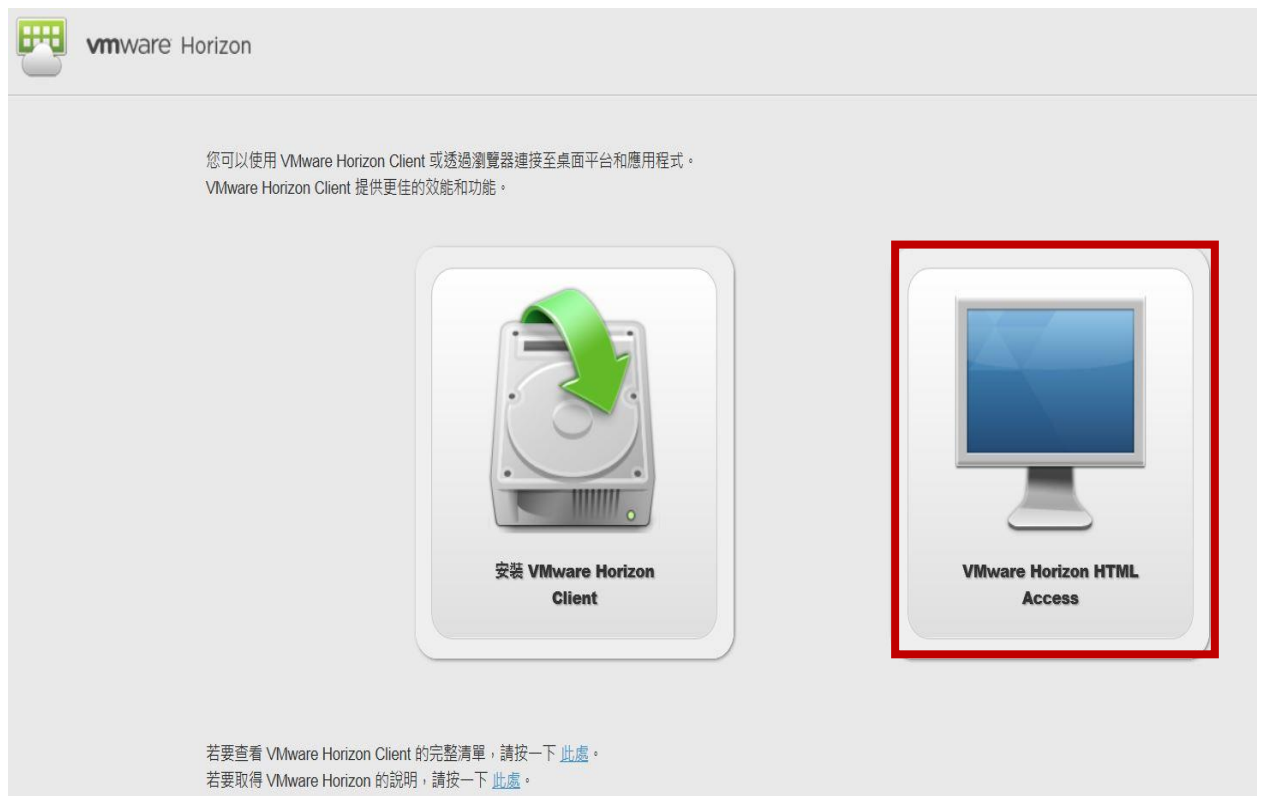 vmware Horizon
您可以使用 VMware Horizon Client 或透過瀏覽器連接至桌面平台和應用程式。
VMware Horizon Client 提供更佳的效能和功能。
安裝 VMware Horizon
Client
VMware Horizon HTML
Access
若要查看 VMware Horizon Client 的完整清單，請按一下 此處。
若要取得 VMware Horizon 的說明，請按一下 此處。